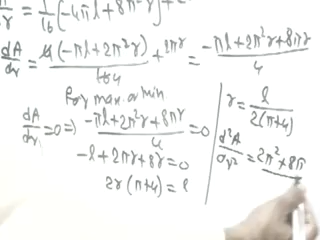 /r = 1/16 [-4πl + 8π²r] +
dA/dr = 4(-πl + 2π²r)/16 4 + 2πr = (-πl + 2π²r + 8πr)/4
For max. or min
dA/dr = 0 ⇒ (-πl + 2π²r + 8πr)/4 = 0
-l + 2πr + 8r = 0
2r (π+4) = l
r = l/2(π+4)
d²A/dr² = 2π² + 8π